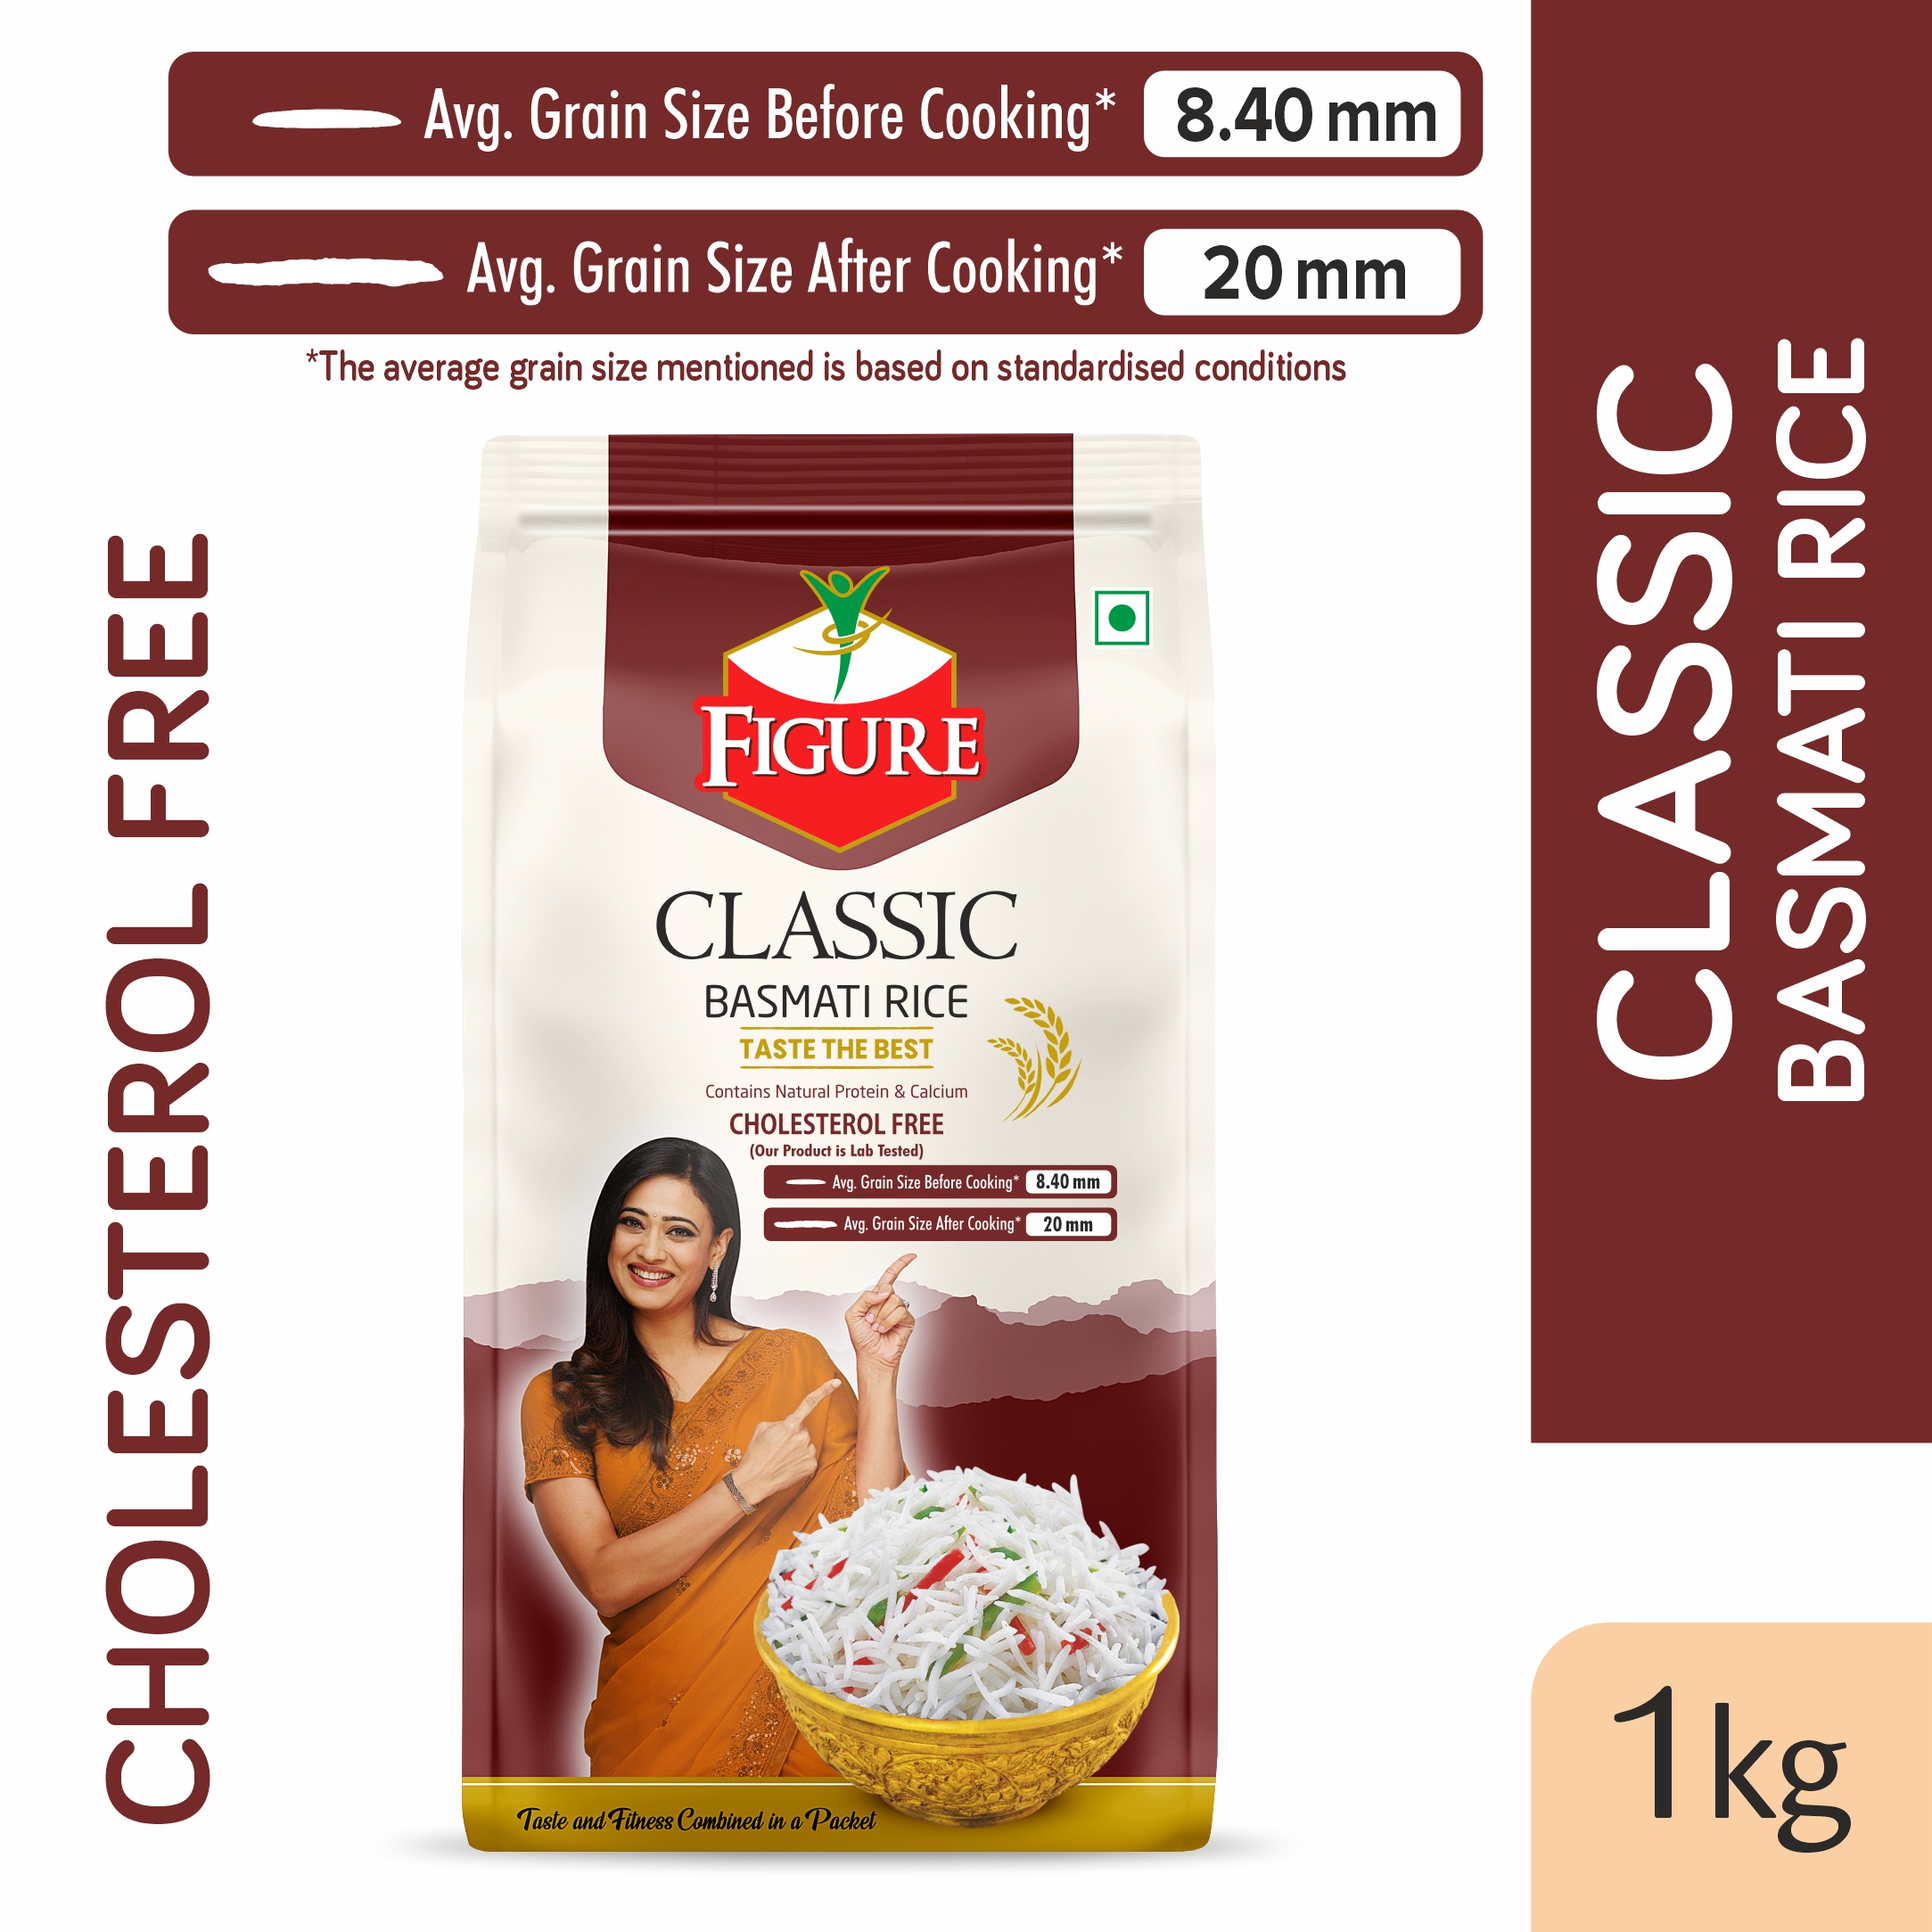 Avg. Grain Size Before Cooking* 8.40 mm
Avg. Grain Size After Cooking* 20 mm
*The average grain size mentioned is based on standardised conditions
CHOLESTEROL FREE
FIGURE
CLASSIC
BASMATI RICE
TASTE THE BEST
Contains Natural Protein & Calcium
CHOLESTEROL FREE
(Our Product is Lab Tested)
Avg. Grain Size Before Cooking* 8.40 mm
Avg. Grain Size After Cooking* 20 mm
Taste and Fitness Combined in a Packet
CLASSIC
BASMATI RICE
1kg